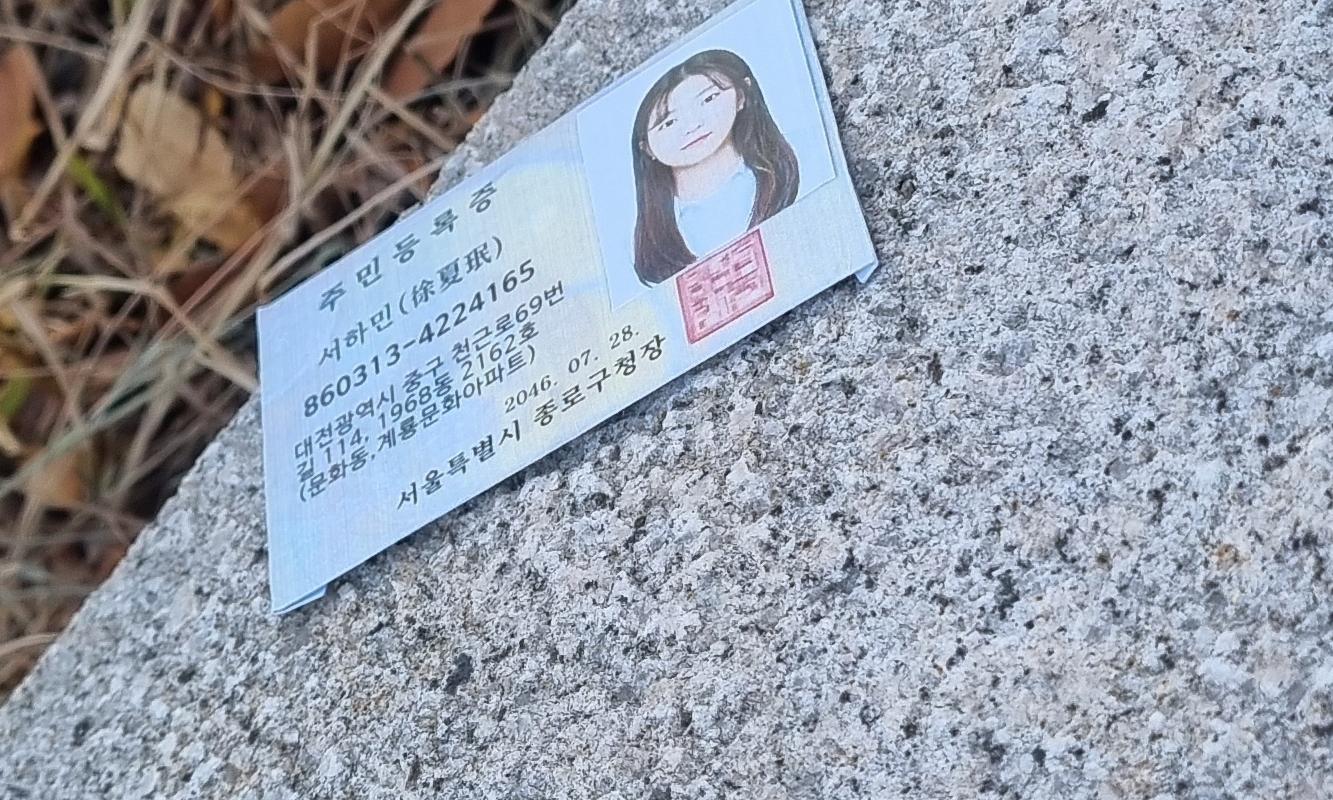 주민등록증
서하민(徐夏珉)
860313-4224165
대전광역시 중구 천근로69번
길 114, 1968동 2162호
(문화동,계룡문화아파트)
2046. 07. 28.
서울특별시 종로구청장